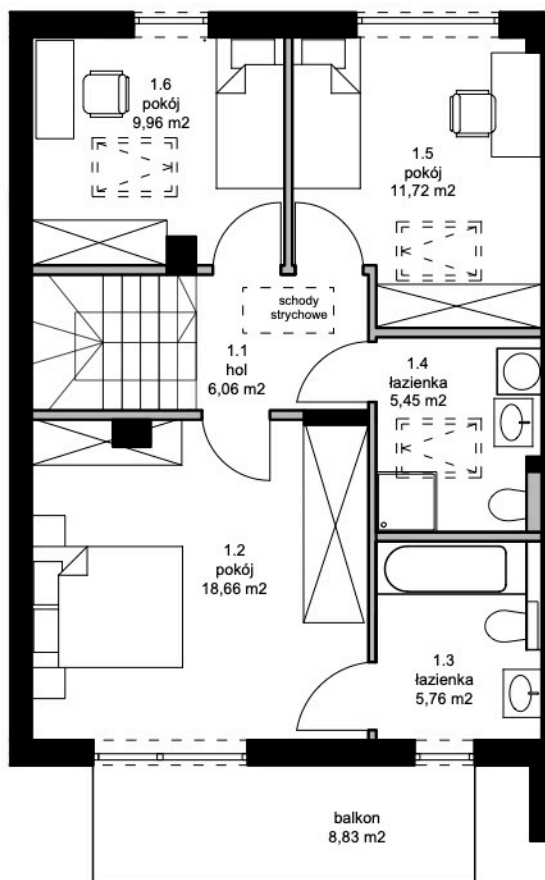 1.6
pokój
9,96 m2
1.5
pokój
11,72 m2
schody
strychowe
1.1
hol
6,06 m2
1.4
łazienka
5,45 m2
1.2
pokój
18,66 m2
1.3
łazienka
5,76 m2
balkon
8,83 m2